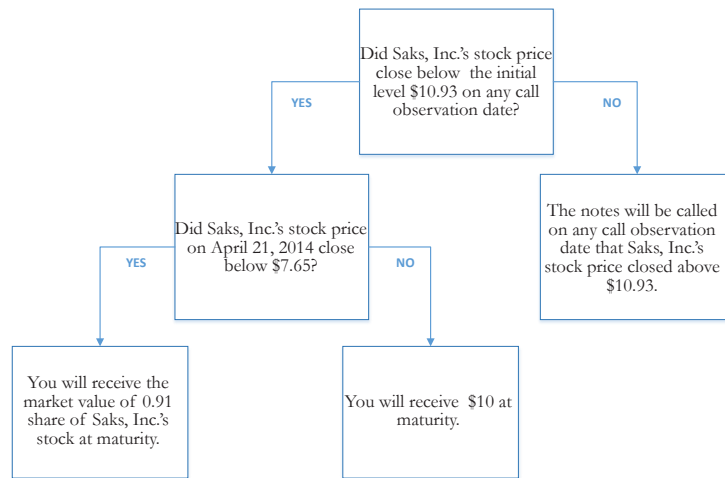 Did Saks, Inc.'s stock price
close below the initial
level $10.93 on any call
observation date?
YES
NO
Did Saks, Inc.'s stock price
on April 21, 2014 close
below $7.65?
The notes will be called
on any call observation
date that Saks, Inc.'s
stock price closed above
$10.93.
YES
NO
You will receive the
market value of 0.91
share of Saks, Inc.'s
stock at maturity.
You will receive $10 at
maturity.